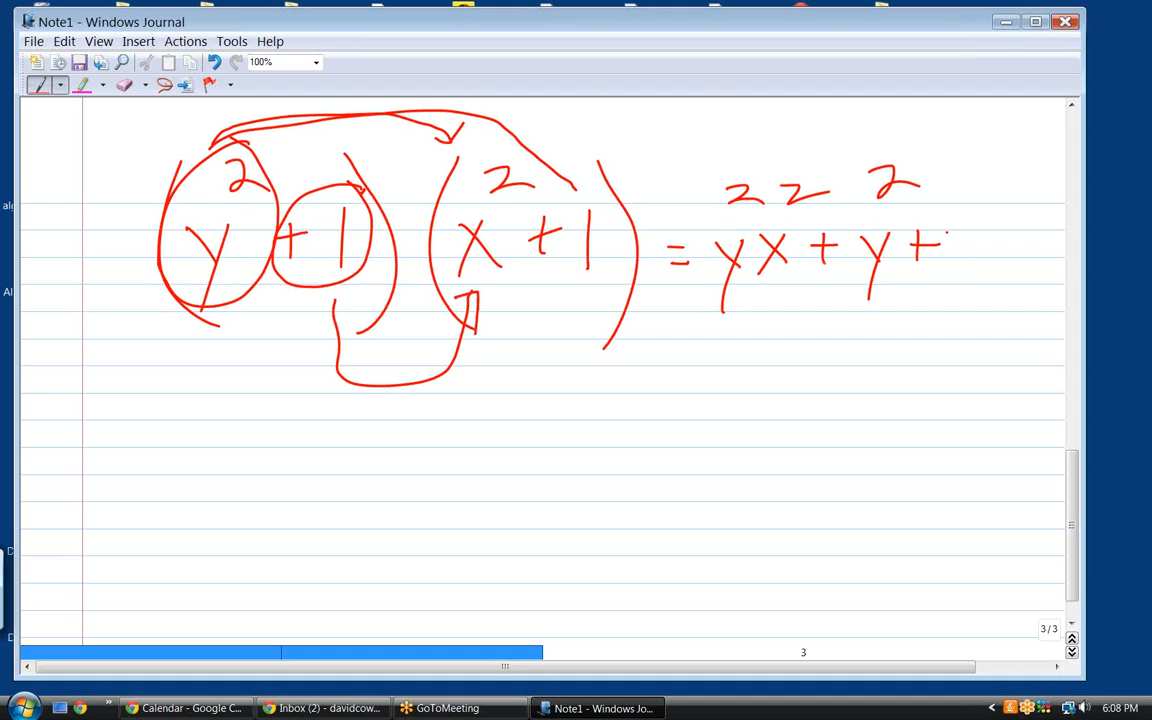 Note1 - Windows Journal
File Edit View Insert Actions Tools Help
100%
(y² + 1) (x² + 1) = y²x² + y² +
3 / 3
3
Calendar - Google C...
Inbox (2) - davidcow...
GoToMeeting
Note1 - Windows Jo...
6:08 PM